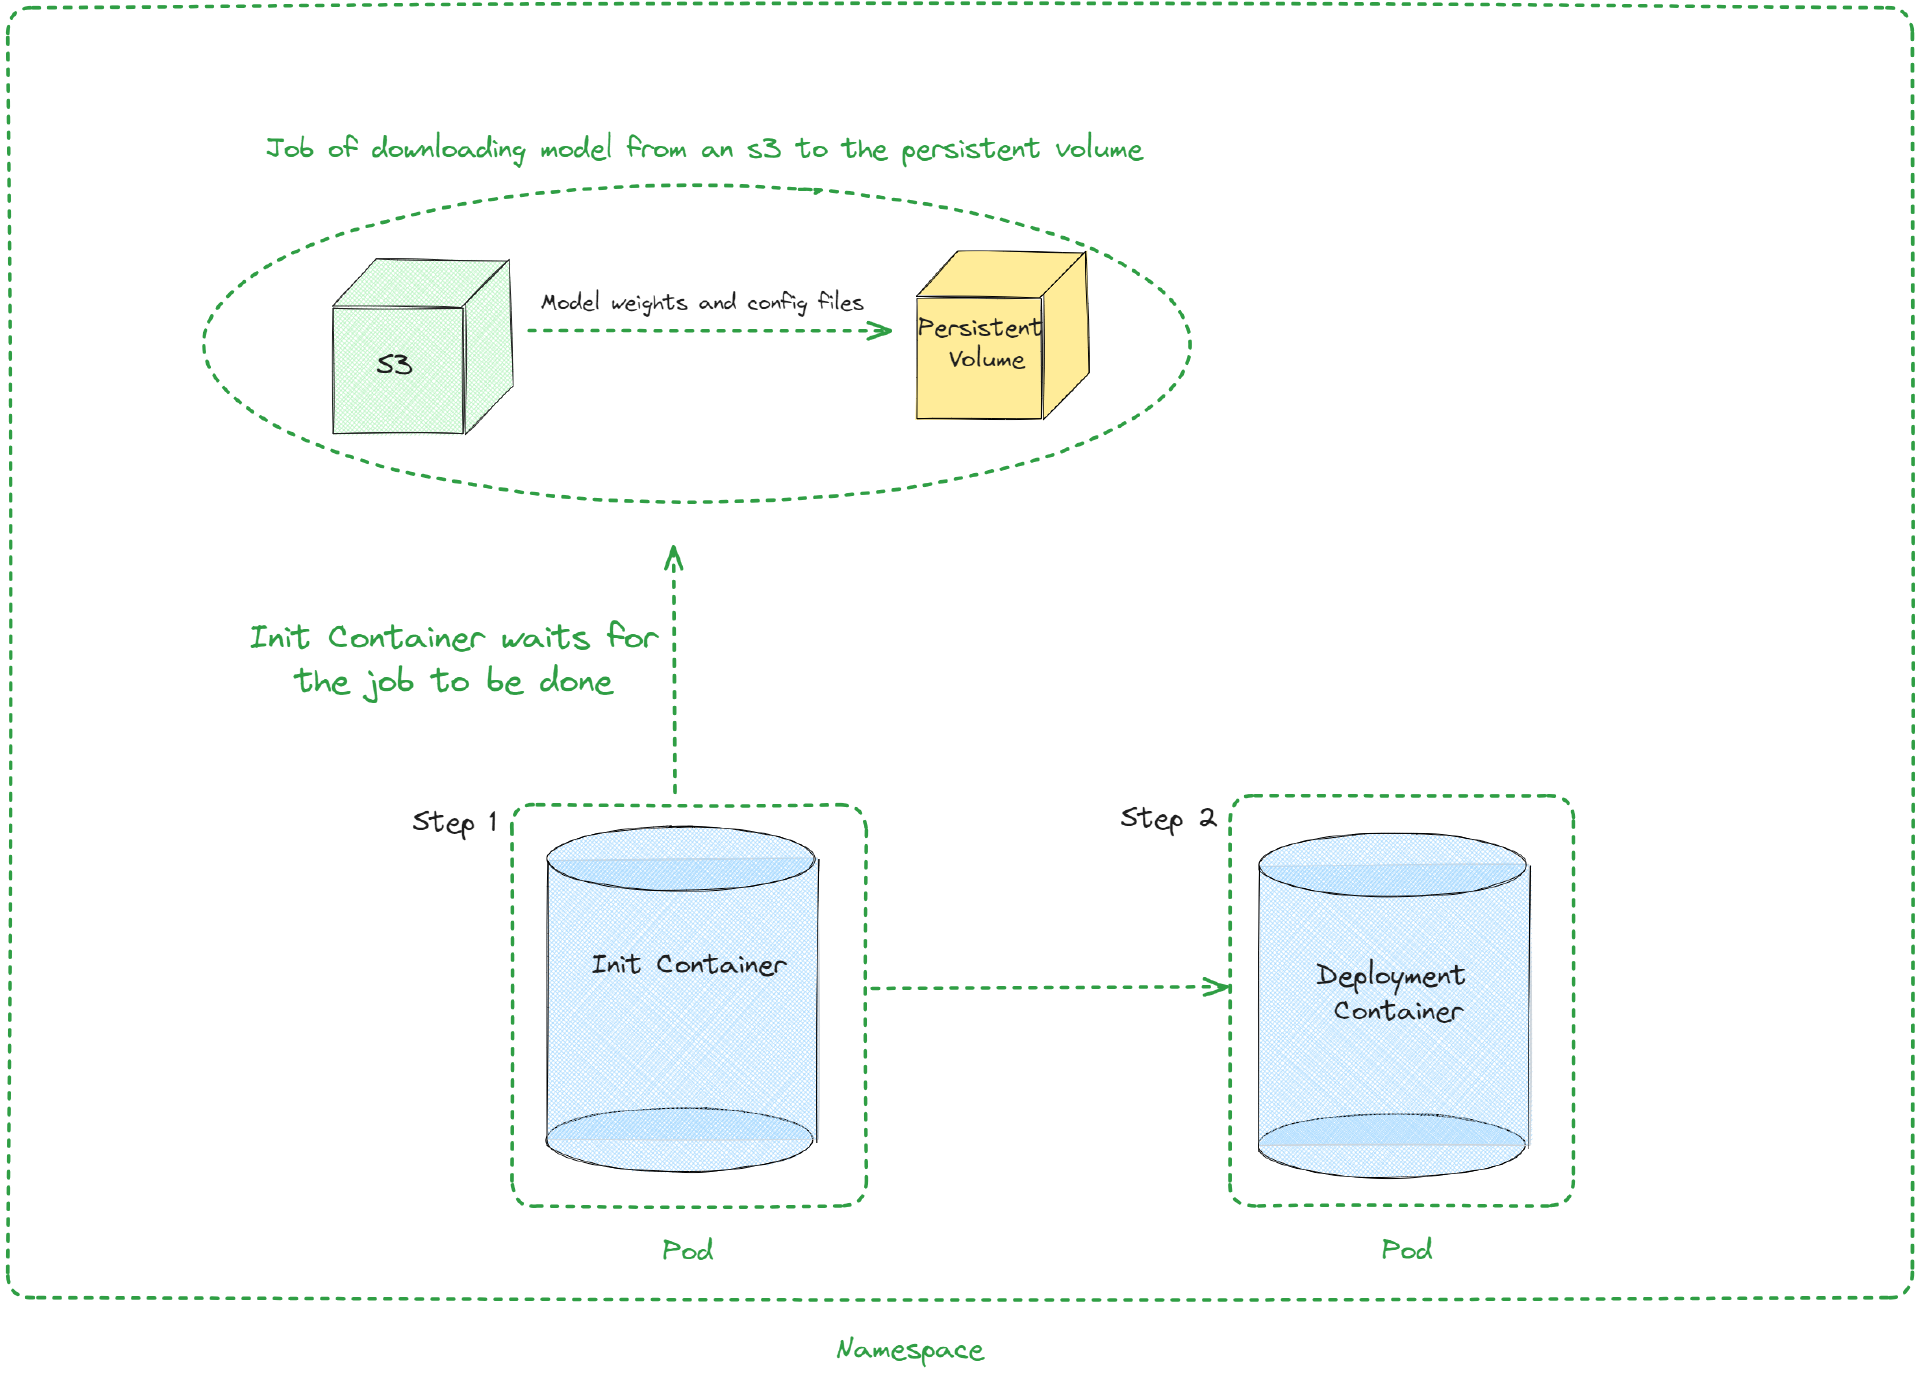 Job of downloading model from an s3 to the persistent volume
Model weights and config files
S3
Persistent
Volume
Init Container waits for
the job to be done
Step 1
Step 2
Init Container
Deployment
Container
Pod
Pod
Namespace